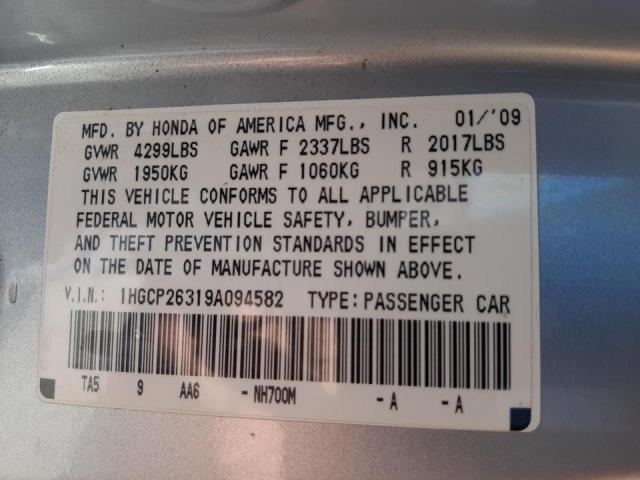 MFD. BY HONDA OF AMERICA MFG., INC. 01/'09
GVWR 4299LBS GAWR F 2337LBS R 2017LBS
GVWR 1950KG GAWR F 1060KG R 915KG
THIS VEHICLE CONFORMS TO ALL APPLICABLE
FEDERAL MOTOR VEHICLE SAFETY, BUMPER,
AND THEFT PREVENTION STANDARDS IN EFFECT
ON THE DATE OF MANUFACTURE SHOWN ABOVE.
V.I.N.: 1HGCP26319A094582 TYPE: PASSENGER CAR
TA5 9 AA6 - NH700M - A - A